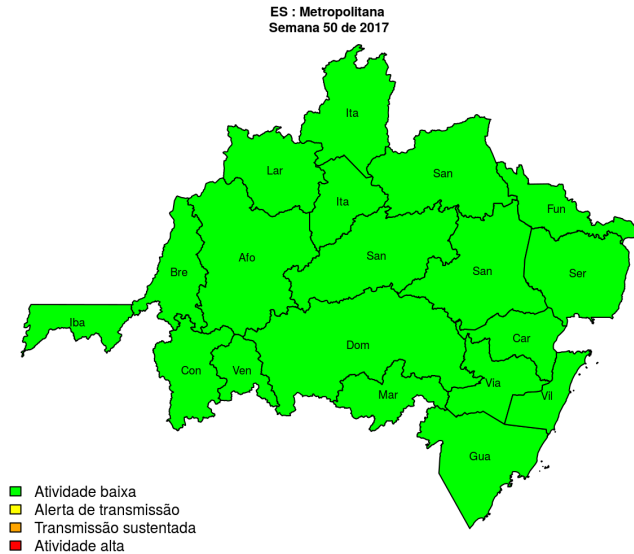 ES : Metropolitana
Semana 50 de 2017
Ita
Lar
San
Ita
Fun
Afo
San
San
Ser
Bre
Iba
Car
Dom
Con
Ven
Via
Mar
Vil
Gua
Atividade baixa
Alerta de transmissão
Transmissão sustentada
Atividade alta